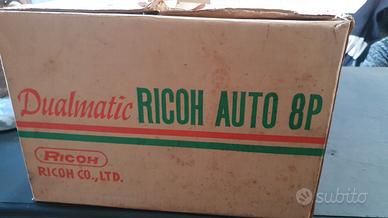 Dualmatic RICOH AUTO 8P
RICOH
RICOH CO.,LTD.
subito